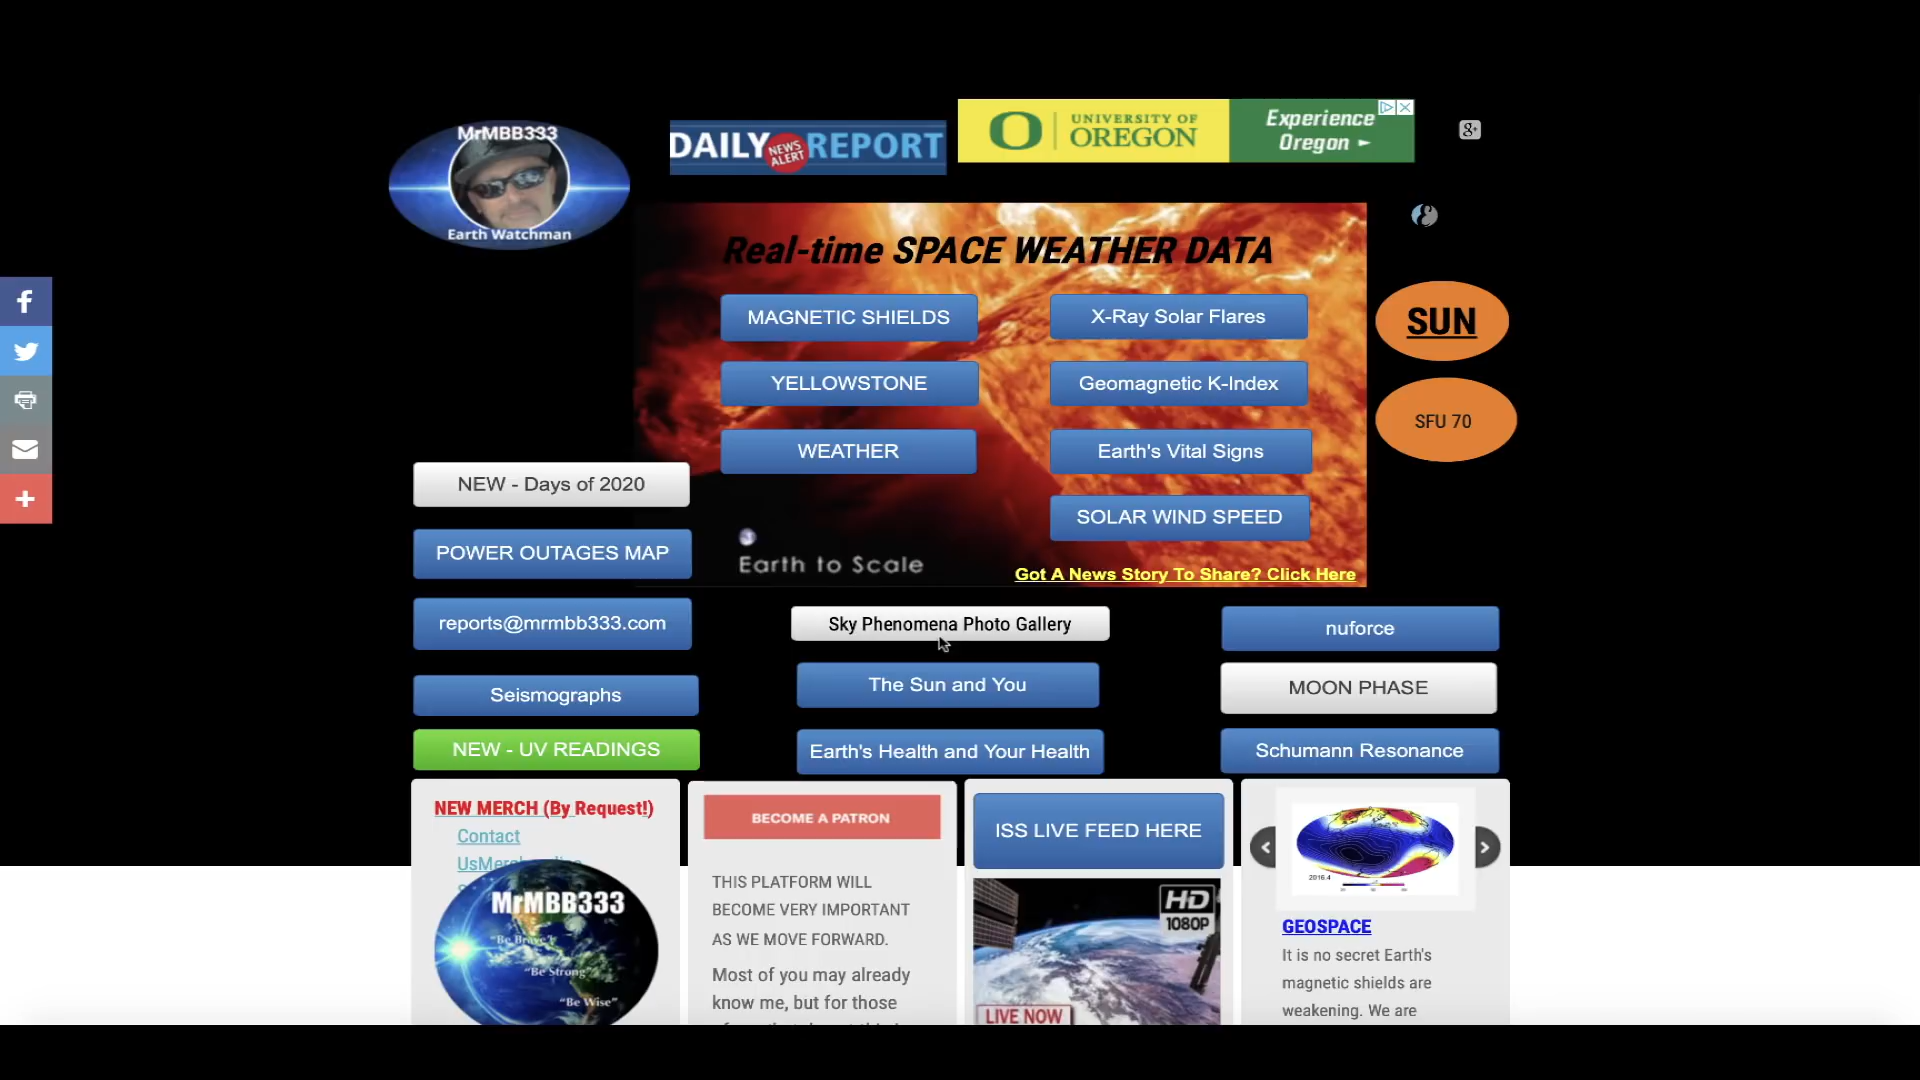 MrMBB333
Earth Watchman
DAILY NEWS ALERT REPORT
O UNIVERSITY OF OREGON
Experience
Oregon
g+
Real-time SPACE WEATHER DATA
MAGNETIC SHIELDS
X-Ray Solar Flares
SUN
YELLOWSTONE
Geomagnetic K-Index
SFU 70
WEATHER
Earth's Vital Signs
NEW - Days of 2020
SOLAR WIND SPEED
POWER OUTAGES MAP
Earth to Scale
Got A News Story To Share? Click Here
reports@mrmbb333.com
Sky Phenomena Photo Gallery
nuforce
The Sun and You
MOON PHASE
Seismographs
NEW - UV READINGS
Earth's Health and Your Health
Schumann Resonance
NEW MERCH (By Request!)
Contact
MrMBB333
"Be Brave"
"Be Strong"
"Be Wise"
BECOME A PATRON
THIS PLATFORM WILL
BECOME VERY IMPORTANT
AS WE MOVE FORWARD.
Most of you may already
know me, but for those
ISS LIVE FEED HERE
HD
1080P
LIVE NOW
2016.4
GEOSPACE
It is no secret Earth's
magnetic shields are
weakening. We are